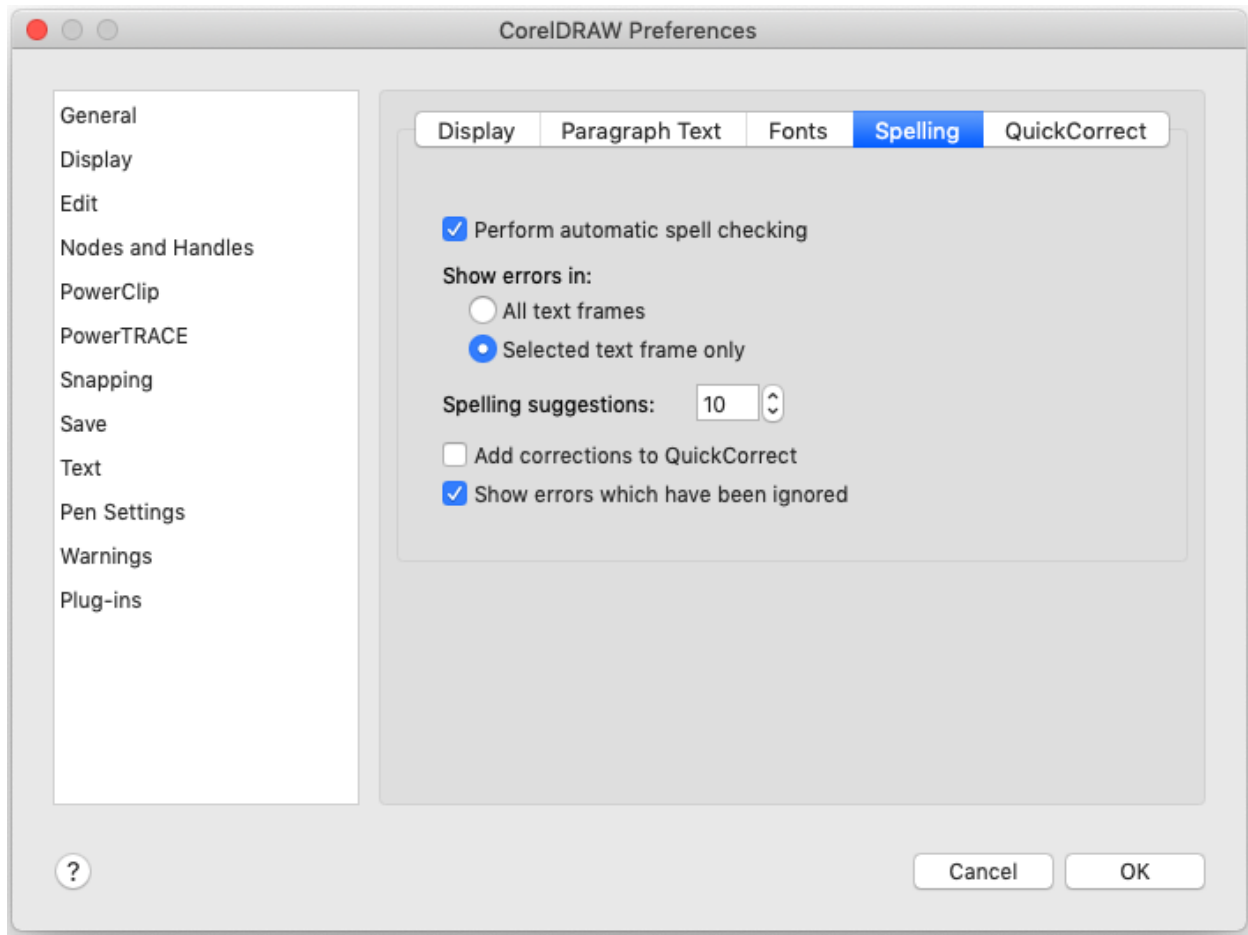 CorelDRAW Preferences
General
Display
Edit
Nodes and Handles
PowerClip
PowerTRACE
Snapping
Save
Text
Pen Settings
Warnings
Plug-ins
Display Paragraph Text Fonts Spelling QuickCorrect
Perform automatic spell checking
Show errors in:
All text frames
Selected text frame only
Spelling suggestions: 10
Add corrections to QuickCorrect
Show errors which have been ignored
? Cancel OK